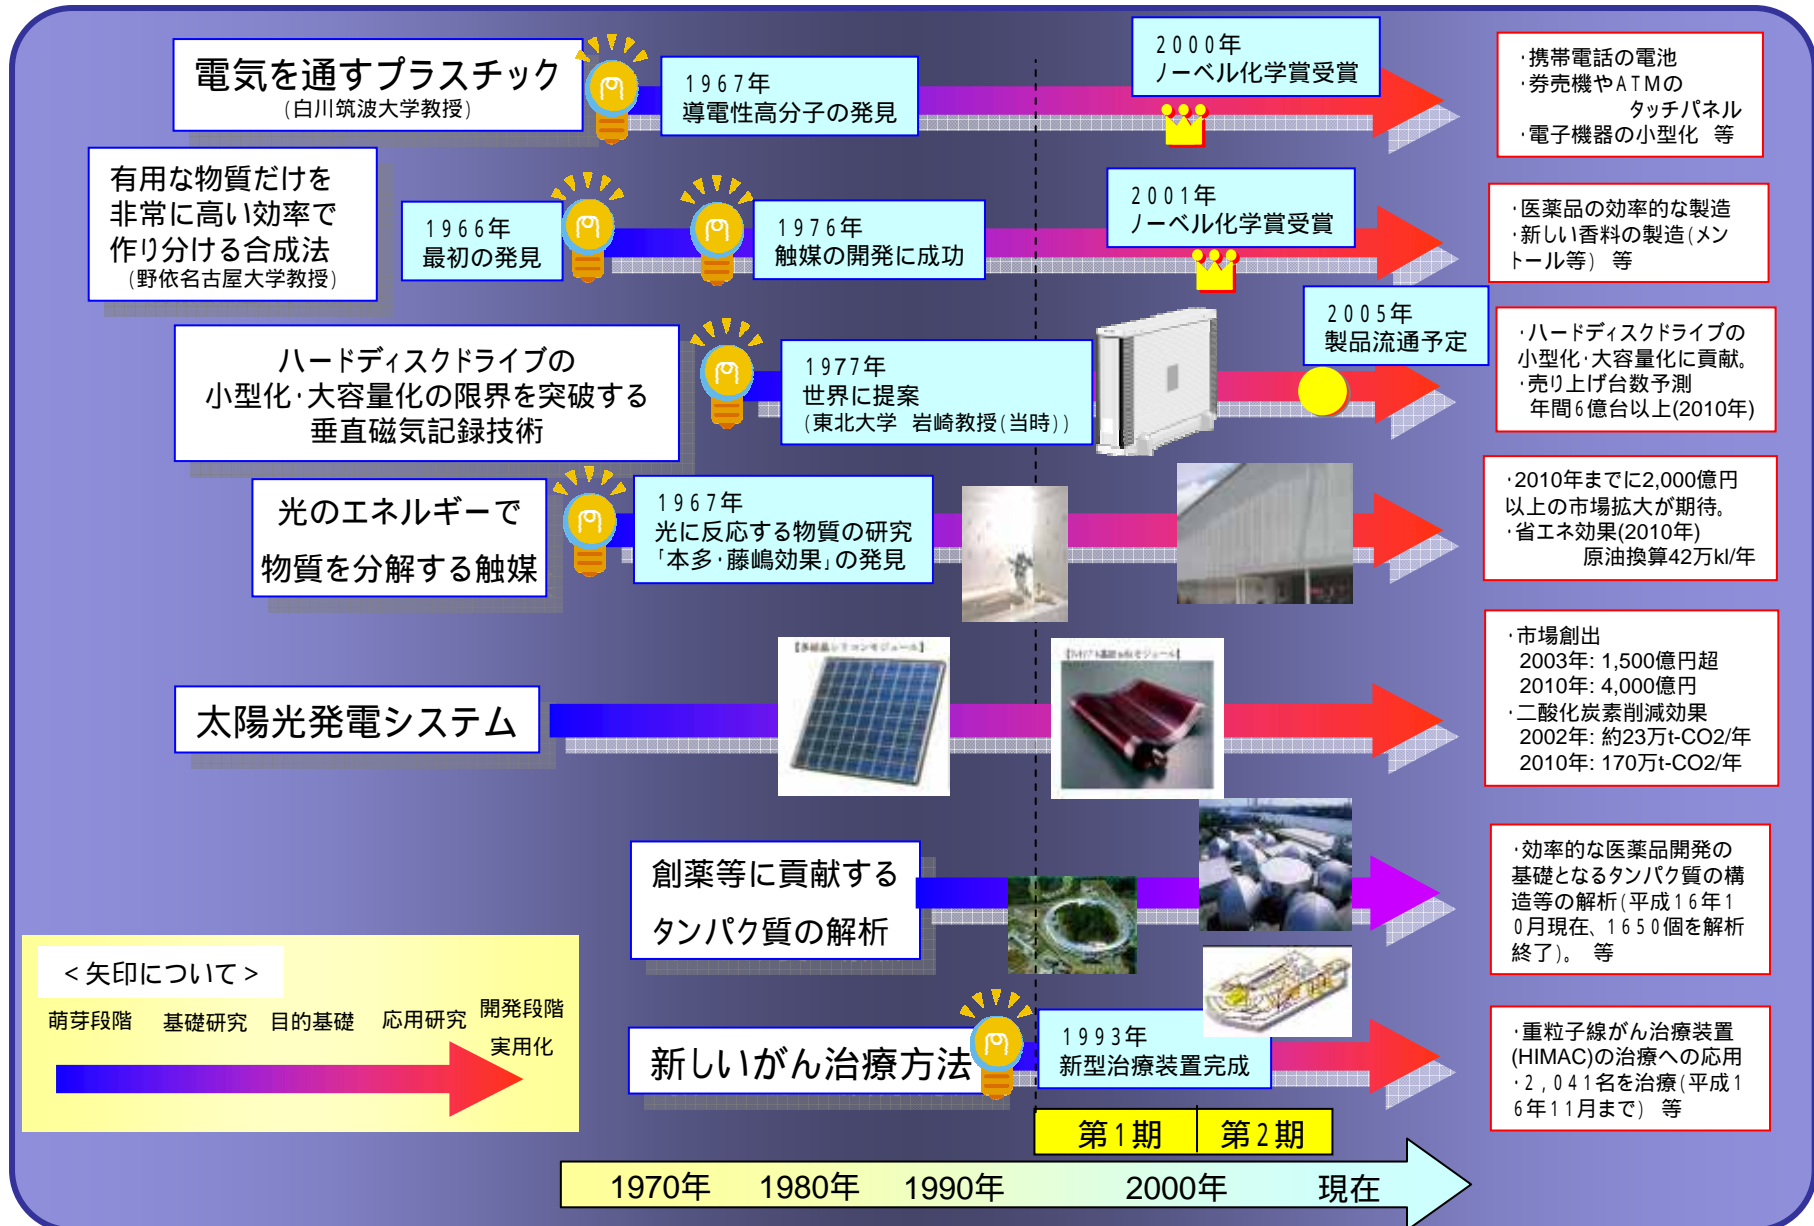 電気を通すプラスチック
(白川筑波大学教授)
1967年
導電性高分子の発見
2000年
ノーベル化学賞受賞
･携帯電話の電池
･券売機やATMの
タッチパネル
･電子機器の小型化 等
有用な物質だけを
非常に高い効率で
作り分ける合成法
(野依名古屋大学教授)
1966年
最初の発見
1976年
触媒の開発に成功
2001年
ノーベル化学賞受賞
･医薬品の効率的な製造
･新しい香料の製造(メン
トール等) 等
ハードディスクドライブの
小型化･大容量化の限界を突破する
垂直磁気記録技術
1977年
世界に提案
(東北大学 岩崎教授(当時))
2005年
製品流通予定
･ハードディスクドライブの
小型化･大容量化に貢献。
･売り上げ台数予測
年間6億台以上(2010年)
光のエネルギーで
物質を分解する触媒
1967年
光に反応する物質の研究
｢本多･藤嶋効果｣の発見
･2010年までに2,000億円
以上の市場拡大が期待。
･省エネ効果(2010年)
原油換算42万kl/年
太陽光発電システム
【多結晶シリコンモジュール】
･市場創出
2003年: 1,500億円超
2010年: 4,000億円
･二酸化炭素削減効果
2002年: 約23万t-CO2/年
2010年: 170万t-CO2/年
創薬等に貢献する
タンパク質の解析
･効率的な医薬品開発の
基礎となるタンパク質の構
造等の解析(平成16年1
0月現在、1650個を解析
終了)。 等
新しいがん治療方法
1993年
新型治療装置完成
･重粒子線がん治療装置
(HIMAC)の治療への応用
･2,041名を治療(平成1
6年11月まで) 等
<矢印について>
萌芽段階 基礎研究 目的基礎 応用研究 開発段階
実用化
第1期 第2期
1970年 1980年 1990年 2000年 現在